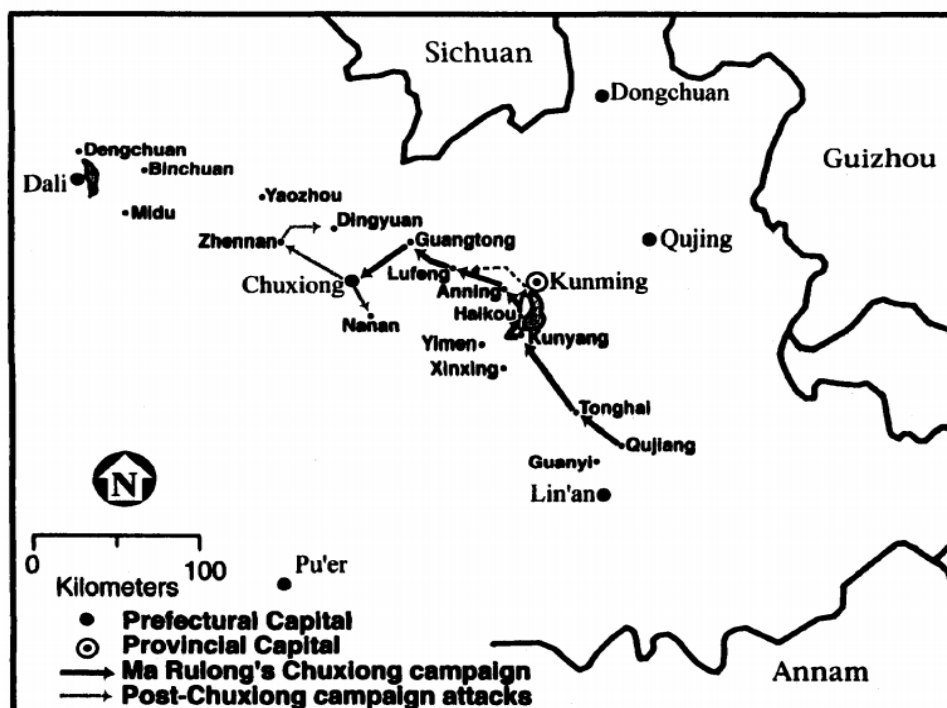 Sichuan
Dongchuan
Guizhou
Dengchuan
Binchuan
Dali
Yaozhou
Midu
Dingyuan
Zhennan
Guangtong
Qujing
Lufeng
Chuxiong
Anning
Kunming
Haikou
Nanan
Yimen
Kunyang
Xinxing
Tonghai
Qujiang
Guanyi
Lin'an
N
0 100
Pu'er
Kilometers
Prefectural Capital
Provincial Capital
Ma Rulong's Chuxiong campaign
Post-Chuxiong campaign attacks
Annam